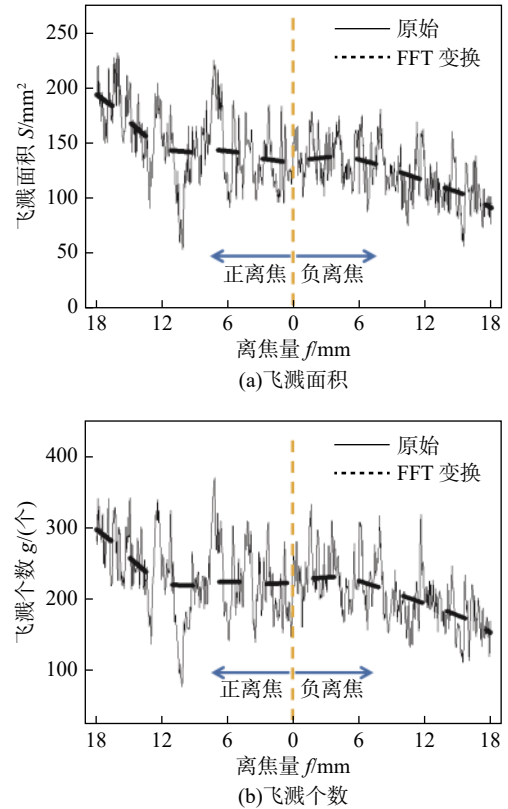 原始
FFT 变换
250
200
150
100
50
0
飞溅面积 S/mm²
正离焦 负离焦
18 12 6 0 6 12 18
离焦量 f/mm
(a)飞溅面积
原始
FFT 变换
400
300
200
100
飞溅个数 g/(个)
正离焦 负离焦
18 12 6 0 6 12 18
离焦量 f/mm
(b)飞溅个数